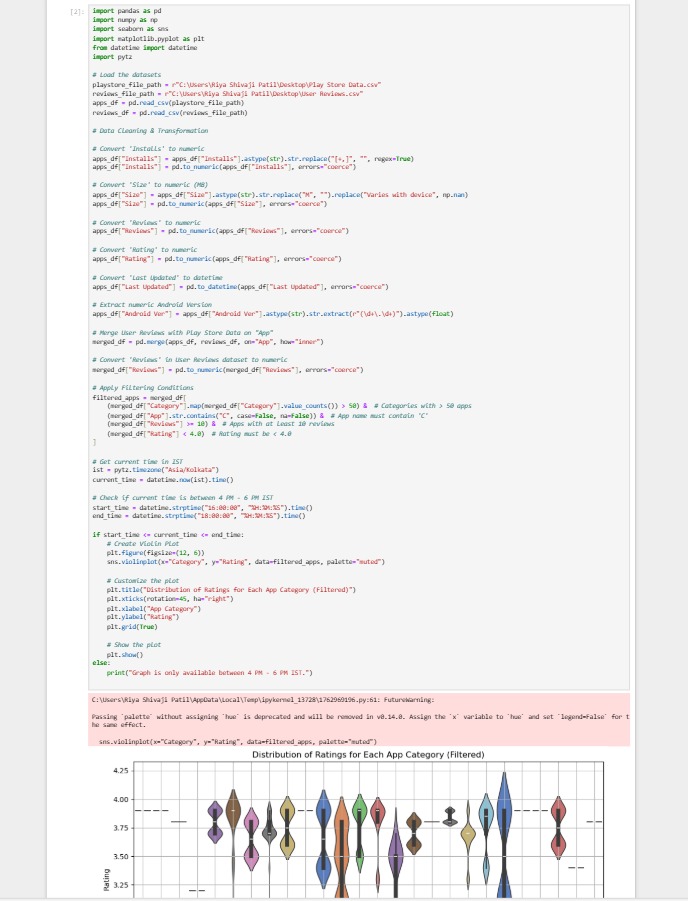 [2]:
import pandas as pd
import numpy as np
import seaborn as sns
import matplotlib.pyplot as plt
from datetime import datetime
import pytz
# Load the datasets
playstore_file_path = r"C:\Users\Riya Shivaji Patil\Desktop\Play Store Data.csv"
reviews_file_path = r"C:\Users\Riya Shivaji Patil\Desktop\User Reviews.csv"
apps_df = pd.read_csv(playstore_file_path)
reviews_df = pd.read_csv(reviews_file_path)
# Data Cleaning & Transformation
# Convert 'Installs' to numeric
apps_df["Installs"] = apps_df["Installs"].astype(str).str.replace("[+,]", "", regex=True)
apps_df["Installs"] = pd.to_numeric(apps_df["Installs"], errors="coerce")
# Convert 'Size' to numeric (MB)
apps_df["Size"] = apps_df["Size"].astype(str).str.replace("M", "").replace("Varies with device", np.nan)
apps_df["Size"] = pd.to_numeric(apps_df["Size"], errors="coerce")
# Convert 'Reviews' to numeric
apps_df["Reviews"] = pd.to_numeric(apps_df["Reviews"], errors="coerce")
# Convert 'Rating' to numeric
apps_df["Rating"] = pd.to_numeric(apps_df["Rating"], errors="coerce")
# Convert 'Last Updated' to datetime
apps_df["Last Updated"] = pd.to_datetime(apps_df["Last Updated"], errors="coerce")
# Extract numeric Android Version
apps_df["Android Ver"] = apps_df["Android Ver"].astype(str).str.extract(r"(\d+\.\d+)").astype(float)
# Merge User Reviews with Play Store Data on "App"
merged_df = pd.merge(apps_df, reviews_df, on="App", how="inner")
# Convert 'Reviews' in User Reviews dataset to numeric
merged_df["Reviews"] = pd.to_numeric(merged_df["Reviews"], errors="coerce")
# Apply Filtering Conditions
filtered_apps = merged_df[
(merged_df["Category"].map(merged_df["Category"].value_counts()) > 50) & # Categories with > 50 apps
(merged_df["App"].str.contains("C", case=False, na=False)) & # App name must contain 'C'
(merged_df["Reviews"] >= 10) & # Apps with at least 10 reviews
(merged_df["Rating"] < 4.0) # Rating must be < 4.0
]
# Get current time in IST
ist = pytz.timezone("Asia/Kolkata")
current_time = datetime.now(ist).time()
# Check if current time is between 4 PM - 6 PM IST
start_time = datetime.strptime("16:00:00", "%H:%M:%S").time()
end_time = datetime.strptime("18:00:00", "%H:%M:%S").time()
if start_time <= current_time <= end_time:
# Create Violin Plot
plt.figure(figsize=(12, 6))
sns.violinplot(x="Category", y="Rating", data=filtered_apps, palette="muted")
# Customize the plot
plt.title("Distribution of Ratings for Each App Category (Filtered)")
plt.xticks(rotation=45, ha="right")
plt.xlabel("App Category")
plt.ylabel("Rating")
plt.grid(True)
# Show the plot
plt.show()
else:
print("Graph is only available between 4 PM - 6 PM IST.")
C:\Users\Riya Shivaji Patil\AppData\Local\Temp\ipykernel_13728\1762969196.py:61: FutureWarning:
Passing `palette` without assigning `hue` is deprecated and will be removed in v0.14.0. Assign the `x` variable to `hue` and set `legend=False` for t
he same effect.
sns.violinplot(x="Category", y="Rating", data=filtered_apps, palette="muted")
Distribution of Ratings for Each App Category (Filtered)
4.25
4.00
3.75
3.50
3.25
Rating